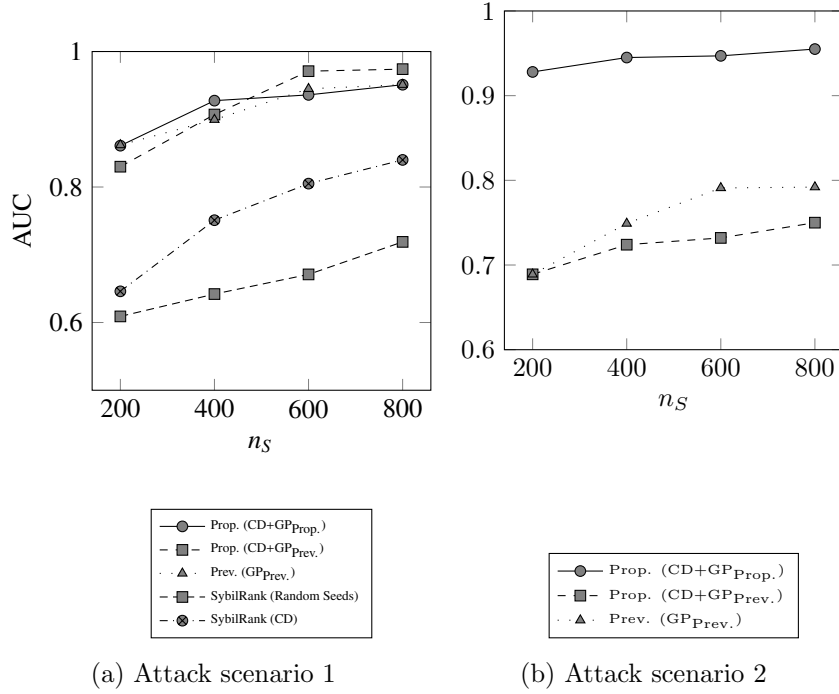 1
0.8
0.6
AUC
200 400 600 800
n_S
Prop. (CD+GP_Prop.)
Prop. (CD+GP_Prev.)
Prev. (GP_Prev.)
SybilRank (Random Seeds)
SybilRank (CD)
(a) Attack scenario 1
1
0.9
0.8
0.7
0.6
200 400 600 800
n_S
Prop. (CD+GP_Prop.)
Prop. (CD+GP_Prev.)
Prev. (GP_Prev.)
(b) Attack scenario 2